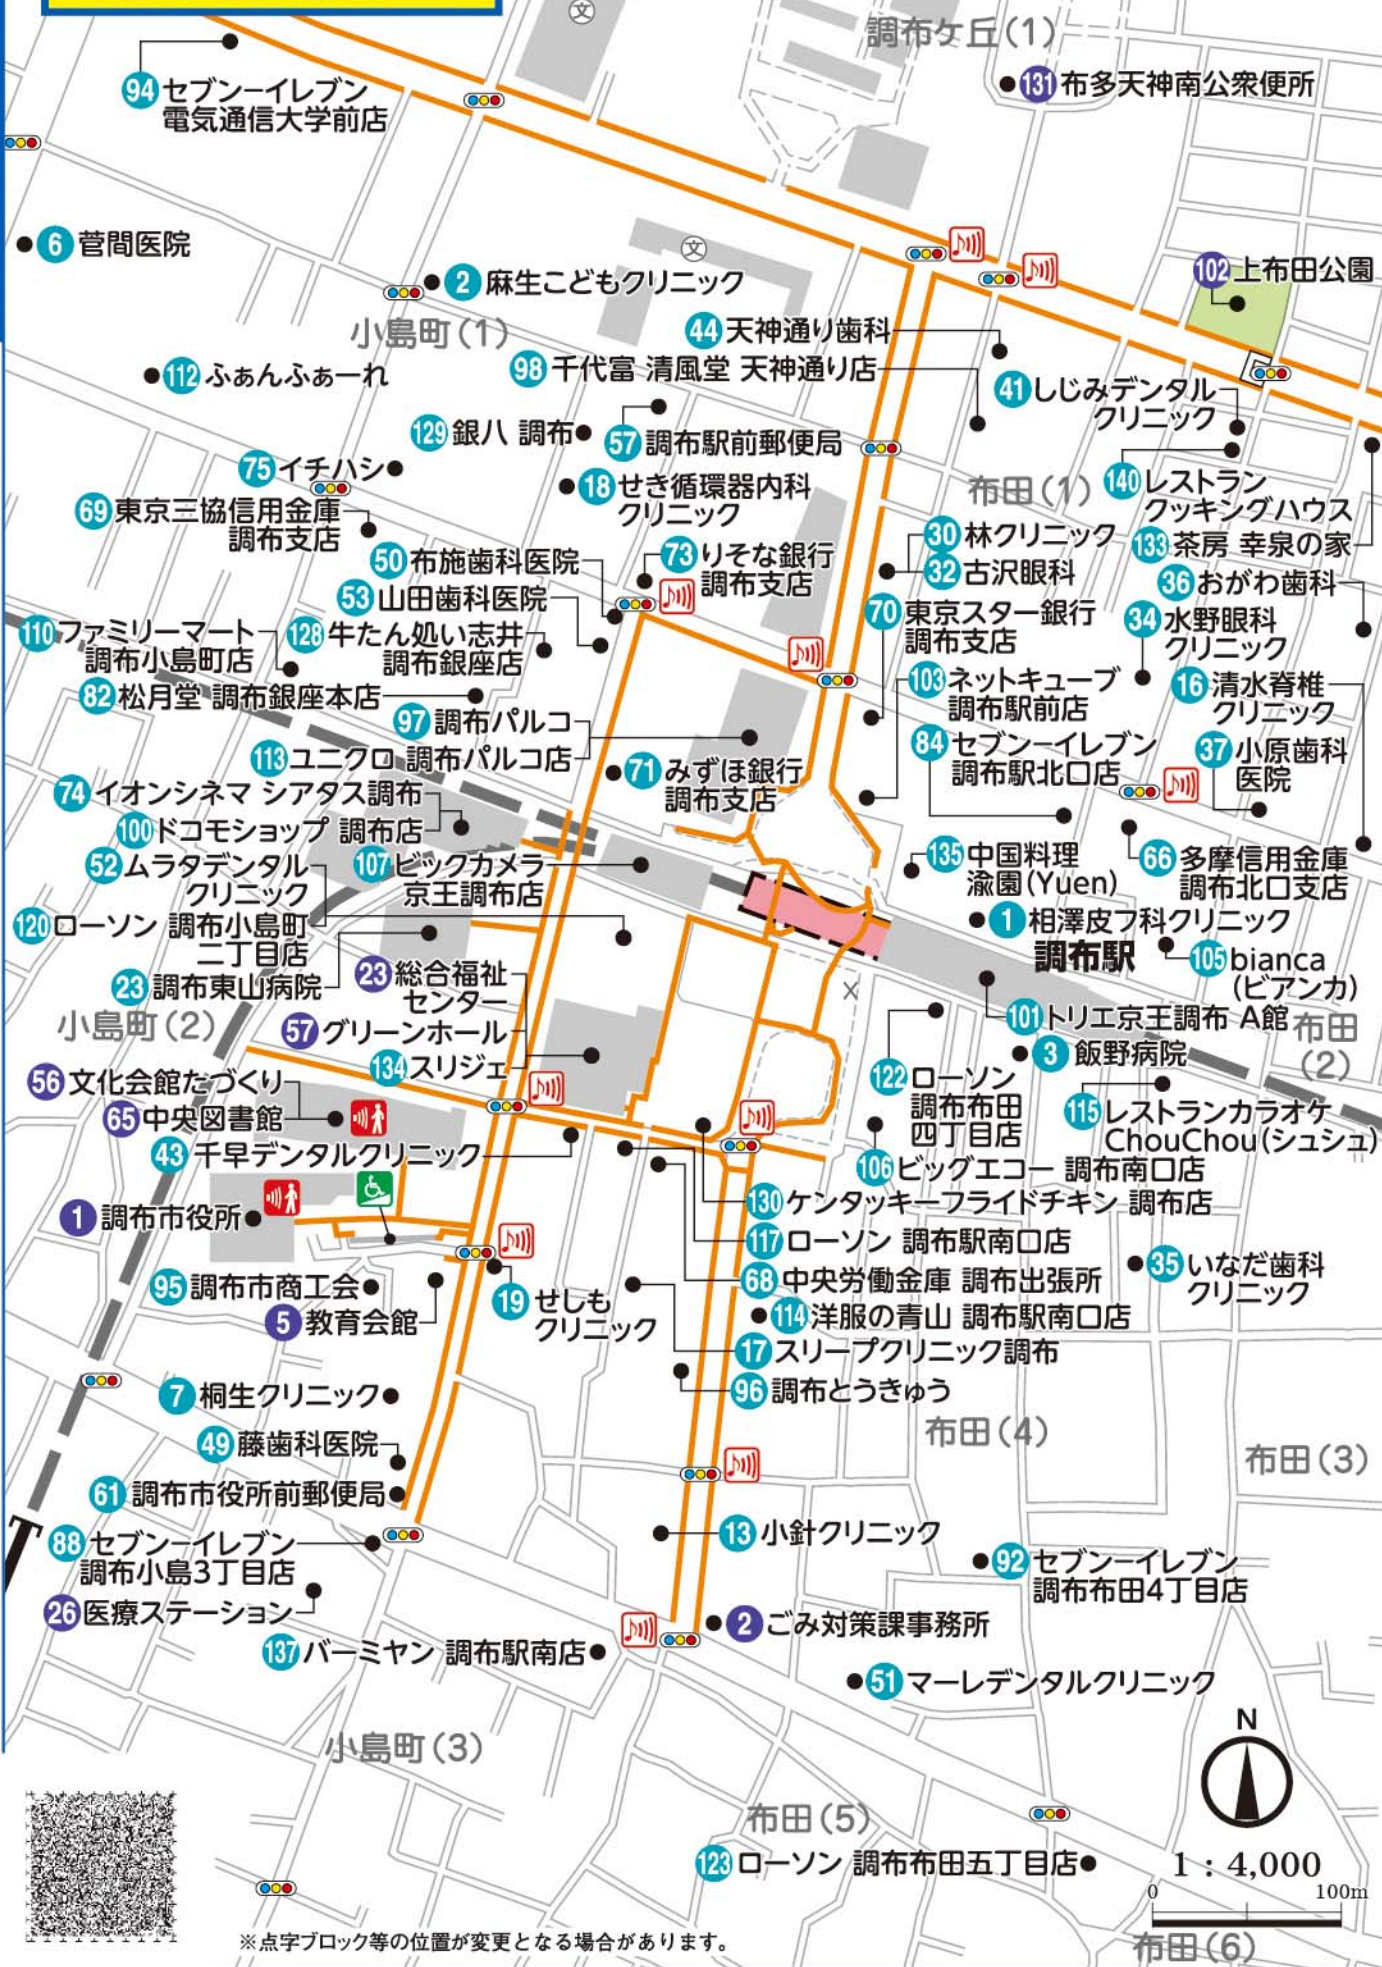 文
調布ケ丘(1)
131 布多天神南公衆便所
94 セブン-イレブン
電気通信大学前店
6 菅間医院
文
102 上布田公園
2 麻生こどもクリニック
小島町(1)
44 天神通り歯科
112 ふぁんふぁーれ
98 千代富 清風堂 天神通り店
41 しじみデンタル
クリニック
129 銀八 調布
57 調布駅前郵便局
75 イチハシ
18 せき循環器内科
クリニック
布田(1)
140 レストラン
クッキングハウス
69 東京三協信用金庫
調布支店
30 林クリニック
133 茶房 幸泉の家
50 布施歯科医院
73 りそな銀行
調布支店
32 古沢眼科
36 おがわ歯科
53 山田歯科医院
70 東京スター銀行
調布支店
34 水野眼科
クリニック
110 ファミリーマート
調布小島町店
128 牛たん処い志井
調布銀座店
103 ネットキューブ
調布駅前店
16 清水脊椎
クリニック
82 松月堂 調布銀座本店
97 調布パルコ
84 セブン-イレブン
調布駅北口店
37 小原歯科
医院
113 ユニクロ 調布パルコ店
71 みずほ銀行
調布支店
74 イオンシネマ シアタス調布
100 ドコモショップ 調布店
52 ムラタデンタル
クリニック
107 ビックカメラ
京王調布店
135 中国料理
渝園(Yuen)
66 多摩信用金庫
調布北口支店
120 ローソン 調布小島町
二丁目店
1 相澤皮フ科クリニック
調布駅
105 bianca
(ビアンカ)
23 調布東山病院
23 総合福祉
センター
小島町(2)
57 グリーンホール
101 トリエ京王調布 A館
布田
(2)
134 スリジェ
3 飯野病院
56 文化会館たづくり
122 ローソン
調布布田
四丁目店
65 中央図書館
115 レストランカラオケ
ChouChou(シュシュ)
43 千早デンタルクリニック
106 ビッグエコー 調布南口店
130 ケンタッキーフライドチキン 調布店
1 調布市役所
117 ローソン 調布駅南口店
68 中央労働金庫 調布出張所
35 いなだ歯科
クリニック
95 調布市商工会
19 せしも
クリニック
5 教育会館
114 洋服の青山 調布駅南口店
17 スリープクリニック調布
7 桐生クリニック
96 調布とうきゅう
布田(4)
布田(3)
49 藤歯科医院
61 調布市役所前郵便局
13 小針クリニック
88 セブン-イレブン
調布小島3丁目店
92 セブン-イレブン
調布布田4丁目店
26 医療ステーション
2 ごみ対策課事務所
137 バーミヤン 調布駅南店
51 マーレデンタルクリニック
N
小島町(3)
布田(5)
123 ローソン 調布布田五丁目店
1 : 4,000
0 100m
※点字ブロック等の位置が変更となる場合があります。
布田(6)